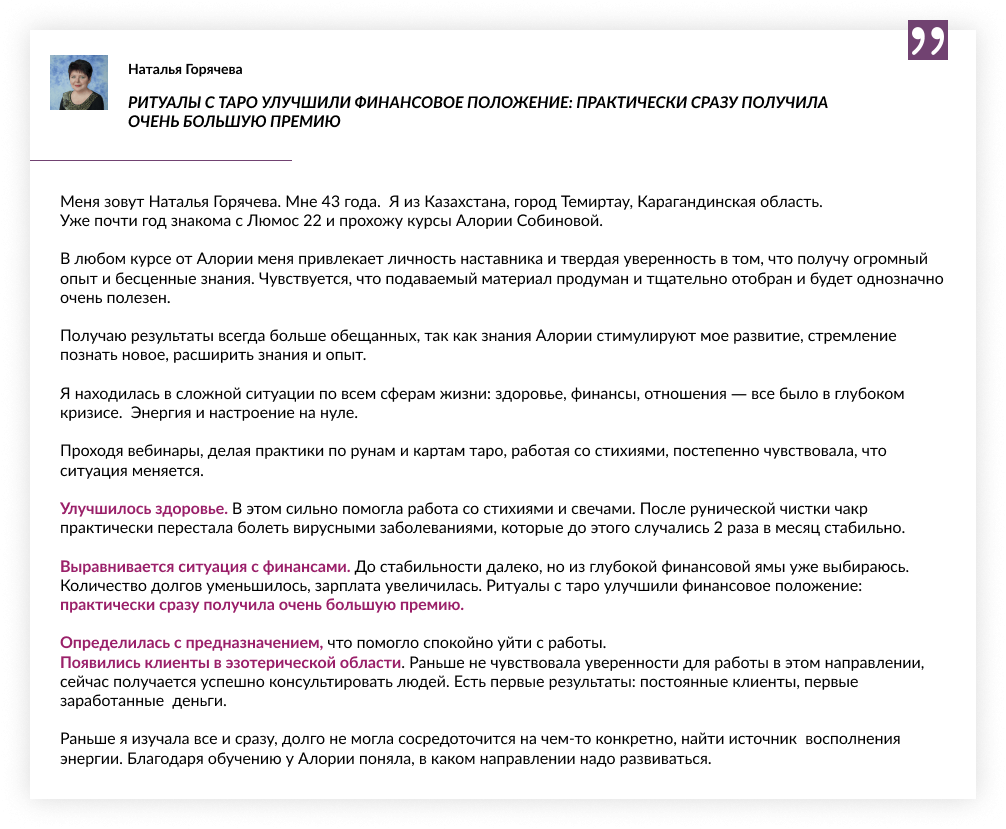 Наталья Горячева
РИТУАЛЫ С ТАРО УЛУЧШИЛИ ФИНАНСОВОЕ ПОЛОЖЕНИЕ: ПРАКТИЧЕСКИ СРАЗУ ПОЛУЧИЛА
ОЧЕНЬ БОЛЬШУЮ ПРЕМИЮ
Меня зовут Наталья Горячева. Мне 43 года.  Я из Казахстана, город Темиртау, Карагандинская область.
Уже почти год знакома с Люмос 22 и прохожу курсы Алории Собиновой.
В любом курсе от Алории меня привлекает личность наставника и твердая уверенность в том, что получу огромный
опыт и бесценные знания. Чувствуется, что подаваемый материал продуман и тщательно отобран и будет однозначно
очень полезен.
Получаю результаты всегда больше обещанных, так как знания Алории стимулируют мое развитие, стремление
познать новое, расширить знания и опыт.
Я находилась в сложной ситуации по всем сферам жизни: здоровье, финансы, отношения — все было в глубоком
кризисе.  Энергия и настроение на нуле.
Проходя вебинары, делая практики по рунам и картам таро, работая со стихиями, постепенно чувствовала, что
ситуация меняется.
Улучшилось здоровье. В этом сильно помогла работа со стихиями и свечами. После рунической чистки чакр
практически перестала болеть вирусными заболеваниями, которые до этого случались 2 раза в месяц стабильно.
Выравнивается ситуация с финансами. До стабильности далеко, но из глубокой финансовой ямы уже выбираюсь.
Количество долгов уменьшилось, зарплата увеличилась. Ритуалы с таро улучшили финансовое положение:
практически сразу получила очень большую премию.
Определилась с предназначением, что помогло спокойно уйти с работы.
Появились клиенты в эзотерической области. Раньше не чувствовала уверенности для работы в этом направлении,
сейчас получается успешно консультировать людей. Есть первые результаты: постоянные клиенты, первые
заработанные  деньги.
Раньше я изучала все и сразу, долго не могла сосредоточится на чем-то конкретно, найти источник  восполнения
энергии. Благодаря обучению у Алории поняла, в каком направлении надо развиваться.